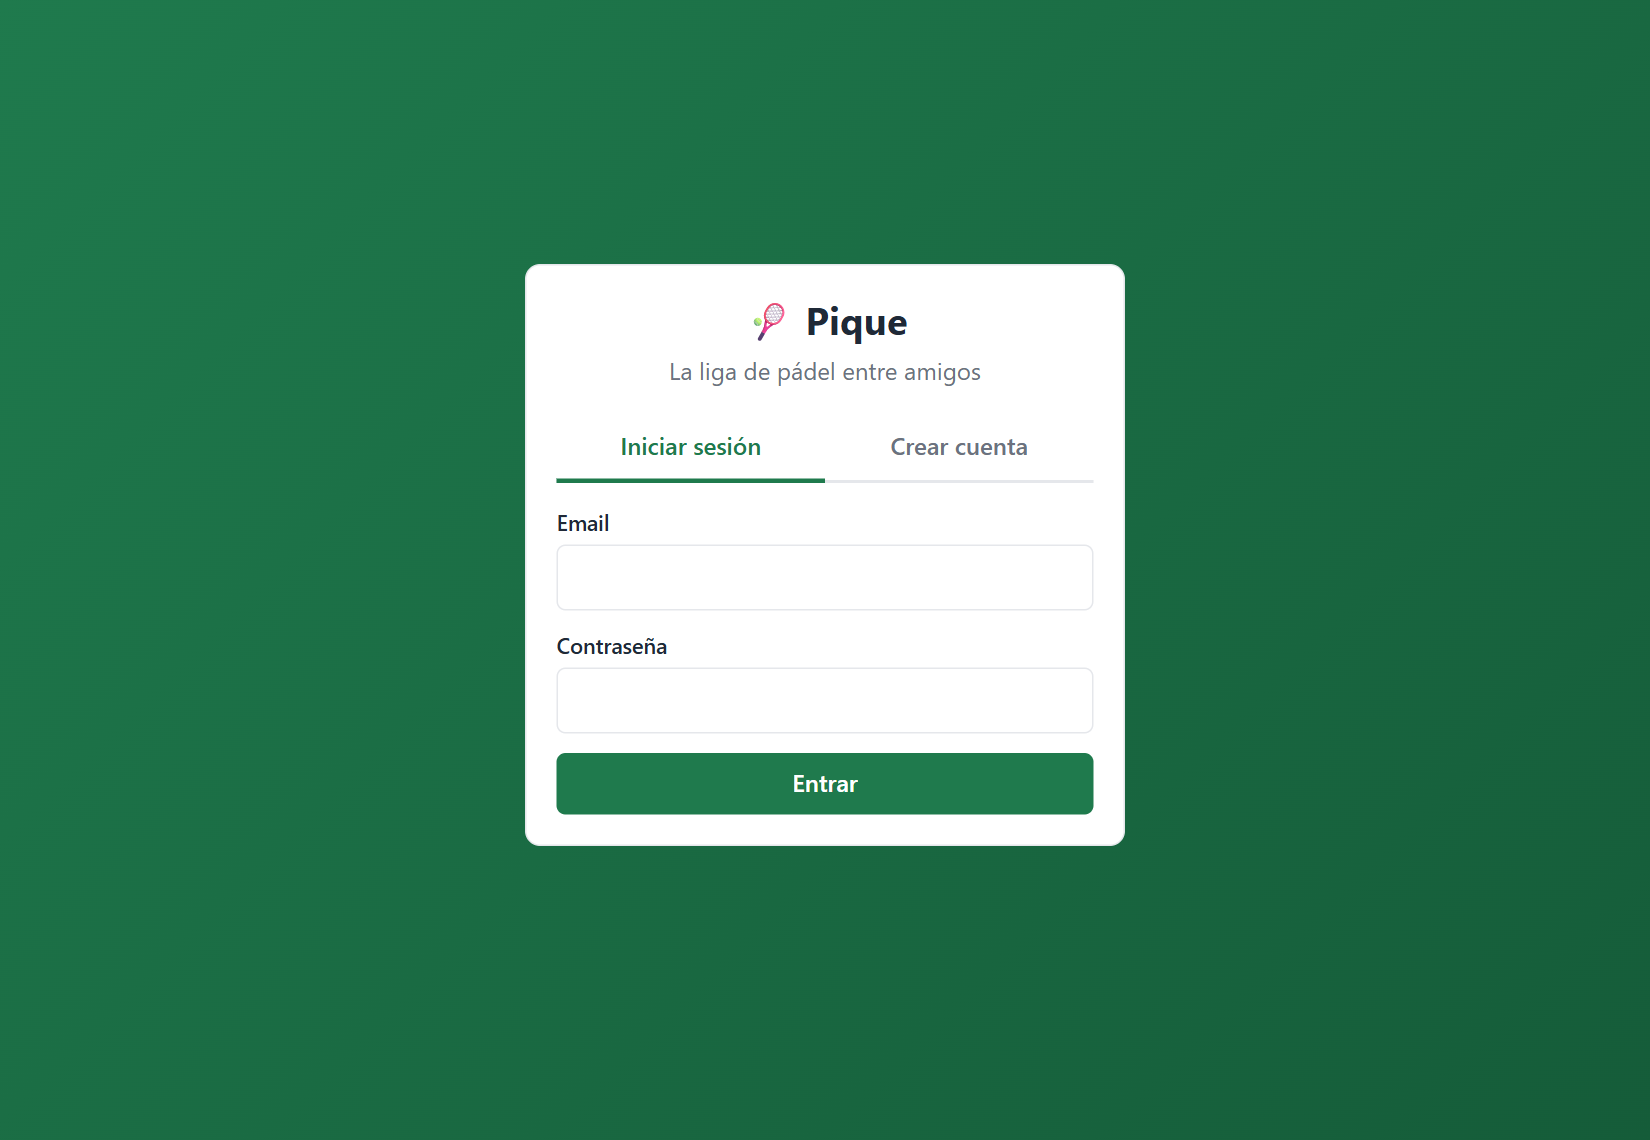 Pique
La liga de pádel entre amigos
Iniciar sesión
Crear cuenta
Email
Contraseña
Entrar